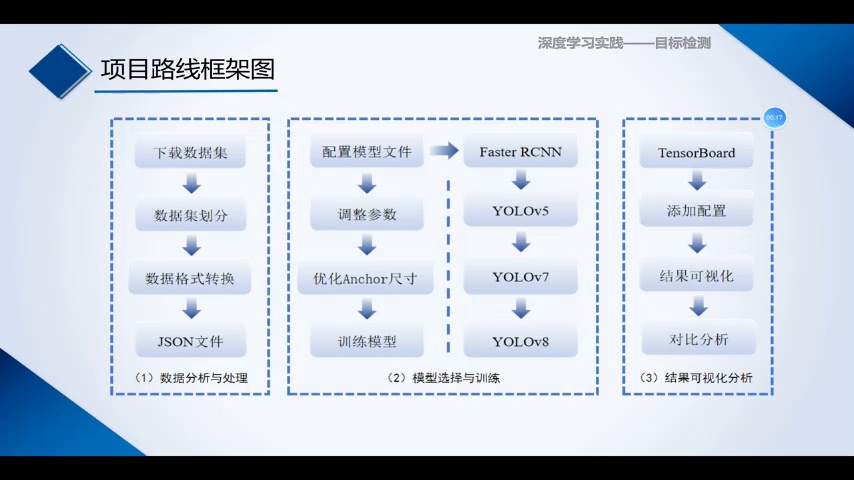 深度学习实践——目标检测
项目路线框架图
00:17
下载数据集
数据集划分
数据格式转换
JSON文件
（1）数据分析与处理
配置模型文件
调整参数
优化Anchor尺寸
训练模型
Faster RCNN
YOLOv5
YOLOv7
YOLOv8
（2）模型选择与训练
TensorBoard
添加配置
结果可视化
对比分析
（3）结果可视化分析